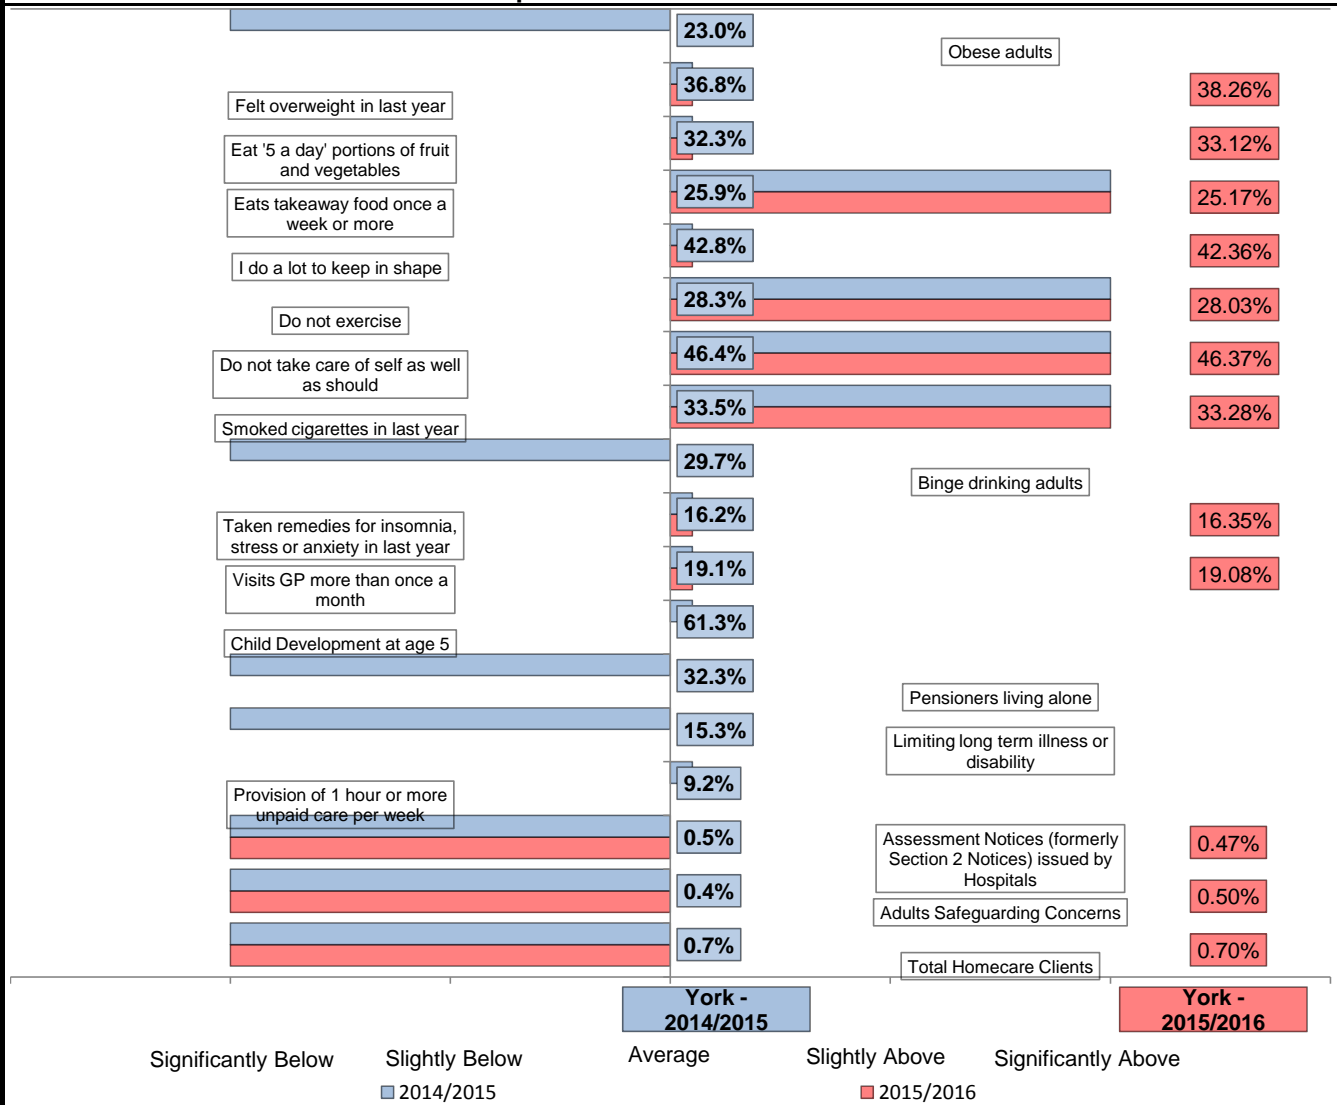 23.0%
Obese adults
36.8%
38.26%
Felt overweight in last year
32.3%
33.12%
Eat '5 a day' portions of fruit
and vegetables
25.9%
25.17%
Eats takeaway food once a
week or more
42.8%
42.36%
I do a lot to keep in shape
28.3%
28.03%
Do not exercise
46.4%
46.37%
Do not take care of self as well
as should
33.5%
33.28%
Smoked cigarettes in last year
29.7%
Binge drinking adults
16.2%
16.35%
Taken remedies for insomnia,
stress or anxiety in last year
19.1%
19.08%
Visits GP more than once a
month
61.3%
Child Development at age 5
32.3%
Pensioners living alone
15.3%
Limiting long term illness or
disability
9.2%
Provision of 1 hour or more
unpaid care per week
0.5%
Assessment Notices (formerly
Section 2 Notices) issued by
Hospitals
0.47%
0.4%
0.50%
Adults Safeguarding Concerns
0.7%
0.70%
Total Homecare Clients
York -
2014/2015
York -
2015/2016
Significantly Below
Slightly Below
Average
Slightly Above
Significantly Above
2014/2015
2015/2016